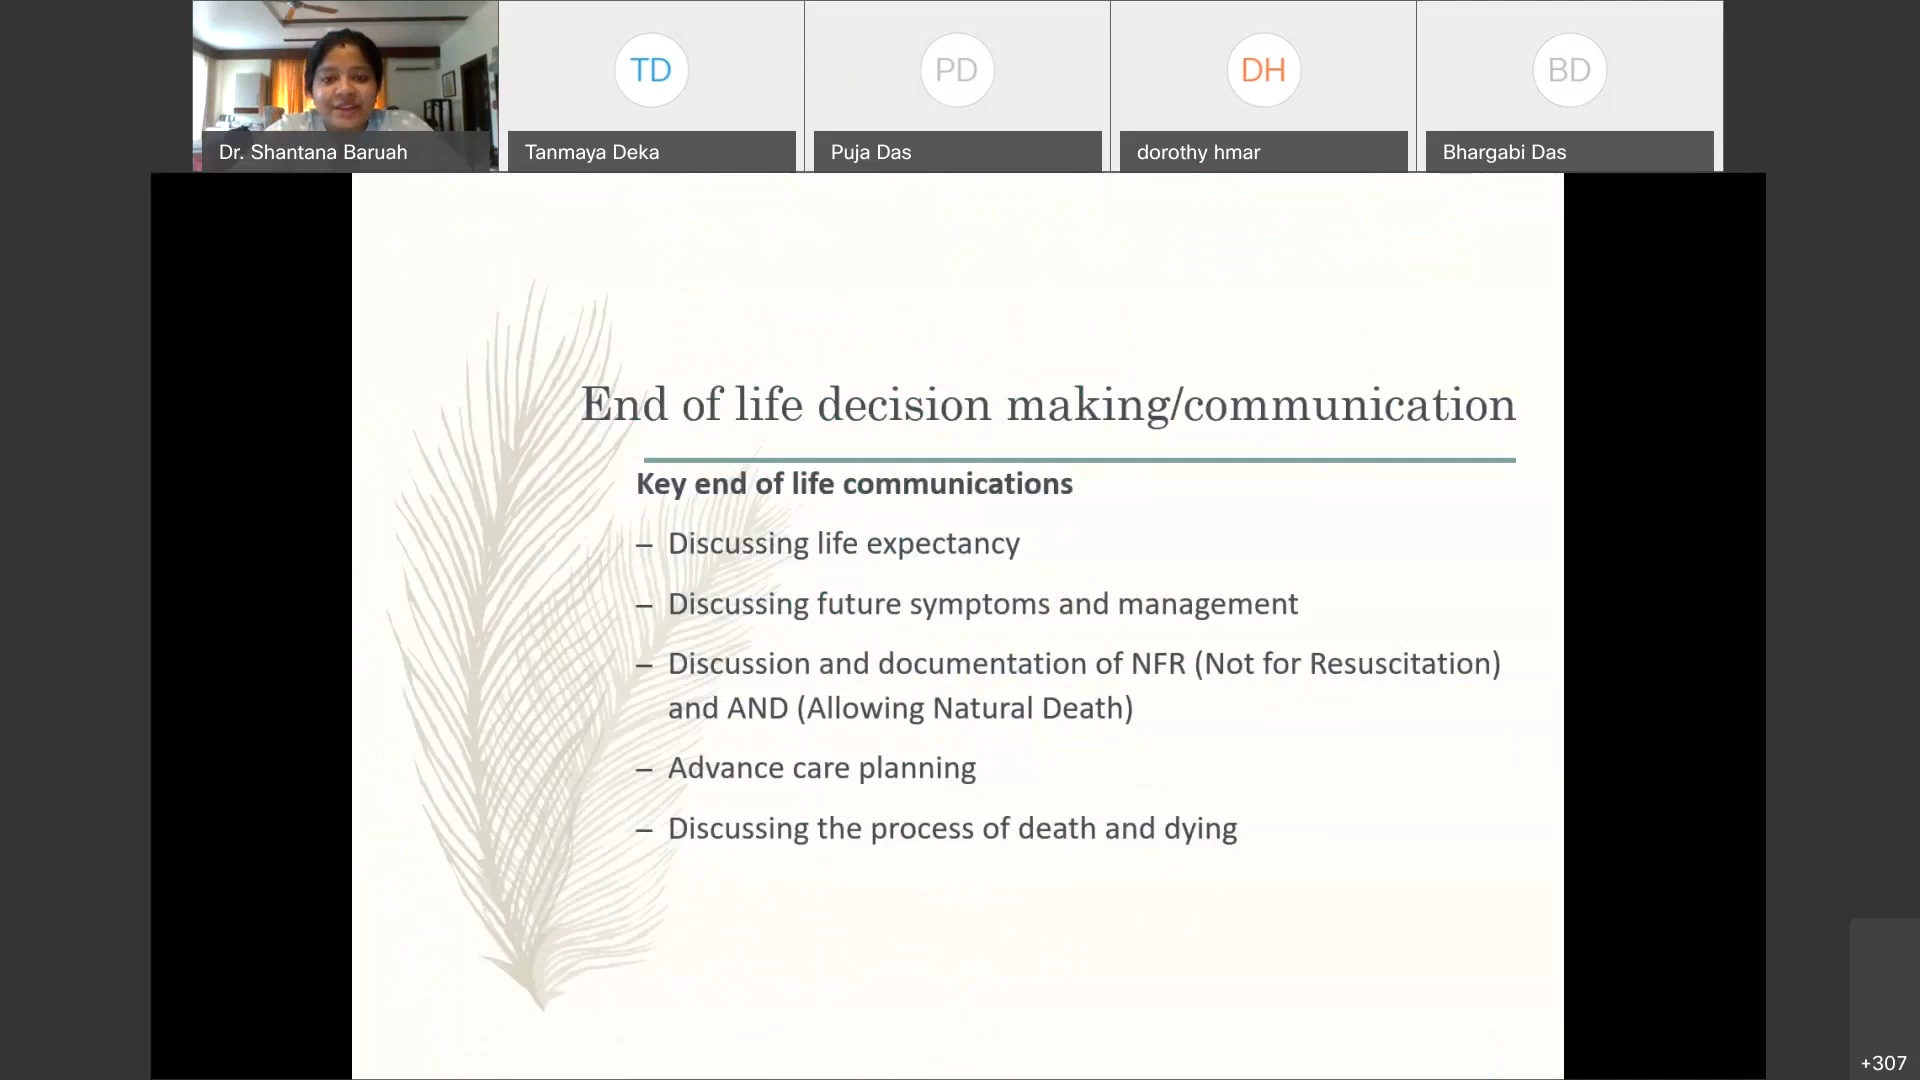 TD
PD
DH
BD
Dr. Shantana Baruah
Tanmaya Deka
Puja Das
dorothy hmar
Bhargabi Das
End of life decision making/communication
Key end of life communications
– Discussing life expectancy
– Discussing future symptoms and management
– Discussion and documentation of NFR (Not for Resuscitation)
and AND (Allowing Natural Death)
– Advance care planning
– Discussing the process of death and dying
+307